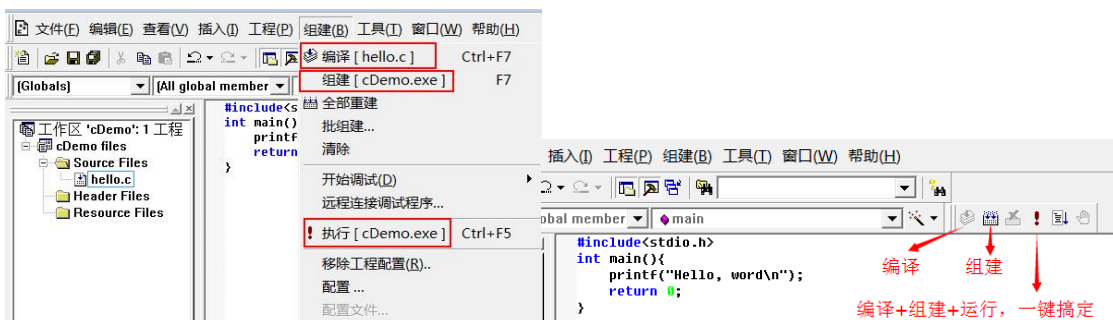 文件(F) 编辑(E) 查看(V) 插入(I) 工程(P) 组建(B) 工具(T) 窗口(W) 帮助(H)
编译 [ hello.c ] Ctrl+F7
组建 [ cDemo.exe ] F7
全部重建
批组建...
清除
开始调试(D)
远程连接调试程序...
执行 [ cDemo.exe ] Ctrl+F5
移除工程配置(R)..
配置 ...
配置文件...
(Globals) (All global member
工作区 'cDemo': 1 工程
cDemo files
Source Files
hello.c
Header Files
Resource Files
#include<s
int main()
printf
return
}
插入(I) 工程(P) 组建(B) 工具(T) 窗口(W) 帮助(H)
obal member main
#include<stdio.h>
int main(){
printf("Hello, word\n");
return 0;
}
编译 组建
编译+组建+运行，一键搞定